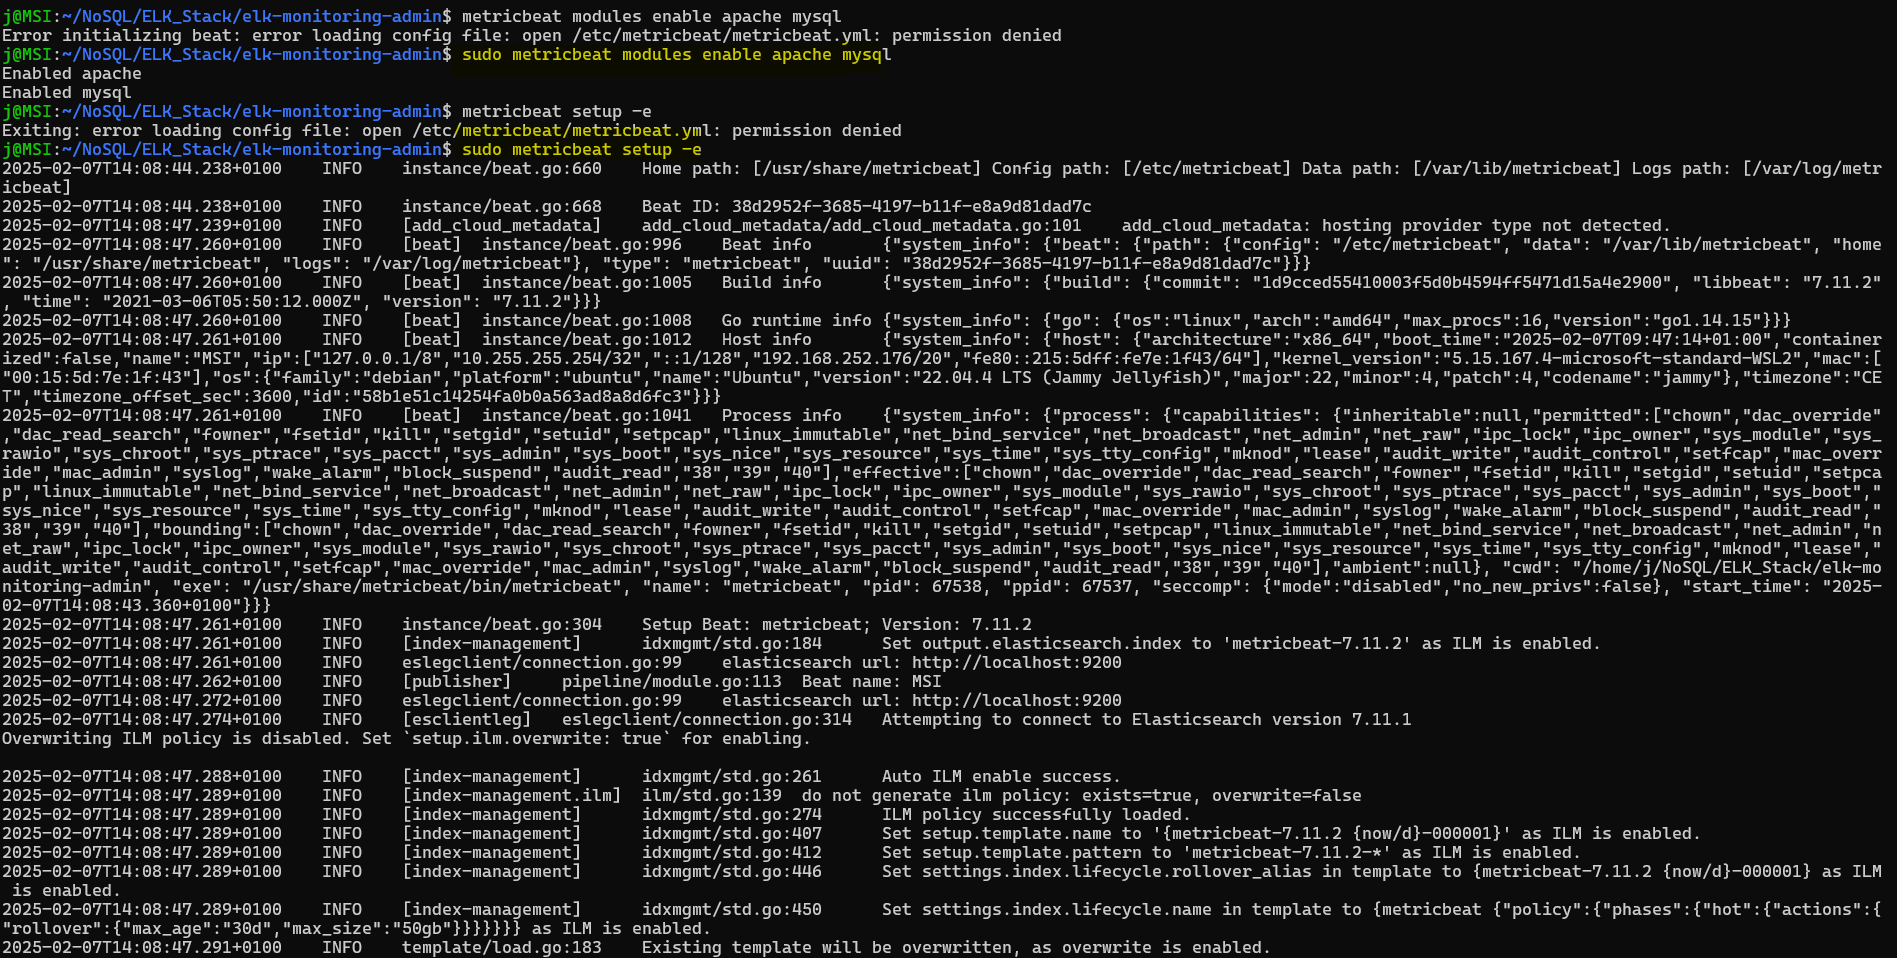 j@MSI:~/NoSQL/ELK_Stack/elk-monitoring-admin$ metricbeat modules enable apache mysql
Error initializing beat: error loading config file: open /etc/metricbeat/metricbeat.yml: permission denied
j@MSI:~/NoSQL/ELK_Stack/elk-monitoring-admin$ sudo metricbeat modules enable apache mysql
Enabled apache
Enabled mysql
j@MSI:~/NoSQL/ELK_Stack/elk-monitoring-admin$ metricbeat setup -e
Exiting: error loading config file: open /etc/metricbeat/metricbeat.yml: permission denied
j@MSI:~/NoSQL/ELK_Stack/elk-monitoring-admin$ sudo metricbeat setup -e
2025-02-07T14:08:44.238+0100    INFO    instance/beat.go:660    Home path: [/usr/share/metricbeat] Config path: [/etc/metricbeat] Data path: [/var/lib/metricbeat] Logs path: [/var/log/metr
icbeat]
2025-02-07T14:08:44.238+0100    INFO    instance/beat.go:668    Beat ID: 38d2952f-3685-4197-b11f-e8a9d81dad7c
2025-02-07T14:08:47.239+0100    INFO    [add_cloud_metadata]    add_cloud_metadata/add_cloud_metadata.go:101    add_cloud_metadata: hosting provider type not detected.
2025-02-07T14:08:47.260+0100    INFO    [beat]  instance/beat.go:996    Beat info       {"system_info": {"beat": {"path": {"config": "/etc/metricbeat", "data": "/var/lib/metricbeat", "home
": "/usr/share/metricbeat", "logs": "/var/log/metricbeat"}, "type": "metricbeat", "uuid": "38d2952f-3685-4197-b11f-e8a9d81dad7c"}}}
2025-02-07T14:08:47.260+0100    INFO    [beat]  instance/beat.go:1005   Build info      {"system_info": {"build": {"commit": "1d9cced55410003f5d0b4594ff5471d15a4e2900", "libbeat": "7.11.2"
, "time": "2021-03-06T05:50:12.000Z", "version": "7.11.2"}}}
2025-02-07T14:08:47.260+0100    INFO    [beat]  instance/beat.go:1008   Go runtime info {"system_info": {"go": {"os":"linux","arch":"amd64","max_procs":16,"version":"go1.14.15"}}}
2025-02-07T14:08:47.261+0100    INFO    [beat]  instance/beat.go:1012   Host info       {"system_info": {"host": {"architecture":"x86_64","boot_time":"2025-02-07T09:47:14+01:00","container
ized":false,"name":"MSI","ip":["127.0.0.1/8","10.255.255.254/32","::1/128","192.168.252.176/20","fe80::215:5dff:fe7e:1f43/64"],"kernel_version":"5.15.167.4-microsoft-standard-WSL2","mac":[
"00:15:5d:7e:1f:43"],"os":{"family":"debian","platform":"ubuntu","name":"Ubuntu","version":"22.04.4 LTS (Jammy Jellyfish)","major":22,"minor":4,"patch":4,"codename":"jammy"},"timezone":"CE
T","timezone_offset_sec":3600,"id":"58b1e51c14254fa0b0a563ad8a8d6fc3"}}}
2025-02-07T14:08:47.261+0100    INFO    [beat]  instance/beat.go:1041   Process info    {"system_info": {"process": {"capabilities": {"inheritable":null,"permitted":["chown","dac_override"
,"dac_read_search","fowner","fsetid","kill","setgid","setuid","setpcap","linux_immutable","net_bind_service","net_broadcast","net_admin","net_raw","ipc_lock","ipc_owner","sys_module","sys_
rawio","sys_chroot","sys_ptrace","sys_pacct","sys_admin","sys_boot","sys_nice","sys_resource","sys_time","sys_tty_config","mknod","lease","audit_write","audit_control","setfcap","mac_overr
ide","mac_admin","syslog","wake_alarm","block_suspend","audit_read","38","39","40"],"effective":["chown","dac_override","dac_read_search","fowner","fsetid","kill","setgid","setuid","setpca
p","linux_immutable","net_bind_service","net_broadcast","net_admin","net_raw","ipc_lock","ipc_owner","sys_module","sys_rawio","sys_chroot","sys_ptrace","sys_pacct","sys_admin","sys_boot","
sys_nice","sys_resource","sys_time","sys_tty_config","mknod","lease","audit_write","audit_control","setfcap","mac_override","mac_admin","syslog","wake_alarm","block_suspend","audit_read","
38","39","40"],"bounding":["chown","dac_override","dac_read_search","fowner","fsetid","kill","setgid","setuid","setpcap","linux_immutable","net_bind_service","net_broadcast","net_admin","n
et_raw","ipc_lock","ipc_owner","sys_module","sys_rawio","sys_chroot","sys_ptrace","sys_pacct","sys_admin","sys_boot","sys_nice","sys_resource","sys_time","sys_tty_config","mknod","lease","
audit_write","audit_control","setfcap","mac_override","mac_admin","syslog","wake_alarm","block_suspend","audit_read","38","39","40"],"ambient":null}, "cwd": "/home/j/NoSQL/ELK_Stack/elk-mo
nitoring-admin", "exe": "/usr/share/metricbeat/bin/metricbeat", "name": "metricbeat", "pid": 67538, "ppid": 67537, "seccomp": {"mode":"disabled","no_new_privs":false}, "start_time": "2025-
02-07T14:08:43.360+0100"}}}
2025-02-07T14:08:47.261+0100    INFO    instance/beat.go:304    Setup Beat: metricbeat; Version: 7.11.2
2025-02-07T14:08:47.261+0100    INFO    [index-management]      idxmgmt/std.go:184      Set output.elasticsearch.index to 'metricbeat-7.11.2' as ILM is enabled.
2025-02-07T14:08:47.261+0100    INFO    eslegclient/connection.go:99    elasticsearch url: http://localhost:9200
2025-02-07T14:08:47.262+0100    INFO    [publisher]     pipeline/module.go:113  Beat name: MSI
2025-02-07T14:08:47.272+0100    INFO    eslegclient/connection.go:99    elasticsearch url: http://localhost:9200
2025-02-07T14:08:47.274+0100    INFO    [esclientleg]   eslegclient/connection.go:314   Attempting to connect to Elasticsearch version 7.11.1
Overwriting ILM policy is disabled. Set `setup.ilm.overwrite: true` for enabling.
2025-02-07T14:08:47.288+0100    INFO    [index-management]      idxmgmt/std.go:261      Auto ILM enable success.
2025-02-07T14:08:47.289+0100    INFO    [index-management.ilm]  ilm/std.go:139  do not generate ilm policy: exists=true, overwrite=false
2025-02-07T14:08:47.289+0100    INFO    [index-management]      idxmgmt/std.go:274      ILM policy successfully loaded.
2025-02-07T14:08:47.289+0100    INFO    [index-management]      idxmgmt/std.go:407      Set setup.template.name to '{metricbeat-7.11.2 {now/d}-000001}' as ILM is enabled.
2025-02-07T14:08:47.289+0100    INFO    [index-management]      idxmgmt/std.go:412      Set setup.template.pattern to 'metricbeat-7.11.2-*' as ILM is enabled.
2025-02-07T14:08:47.289+0100    INFO    [index-management]      idxmgmt/std.go:446      Set settings.index.lifecycle.rollover_alias in template to {metricbeat-7.11.2 {now/d}-000001} as ILM
 is enabled.
2025-02-07T14:08:47.289+0100    INFO    [index-management]      idxmgmt/std.go:450      Set settings.index.lifecycle.name in template to {metricbeat {"policy":{"phases":{"hot":{"actions":{
"rollover":{"max_age":"30d","max_size":"50gb"}}}}}}} as ILM is enabled.
2025-02-07T14:08:47.291+0100    INFO    template/load.go:183    Existing template will be overwritten, as overwrite is enabled.